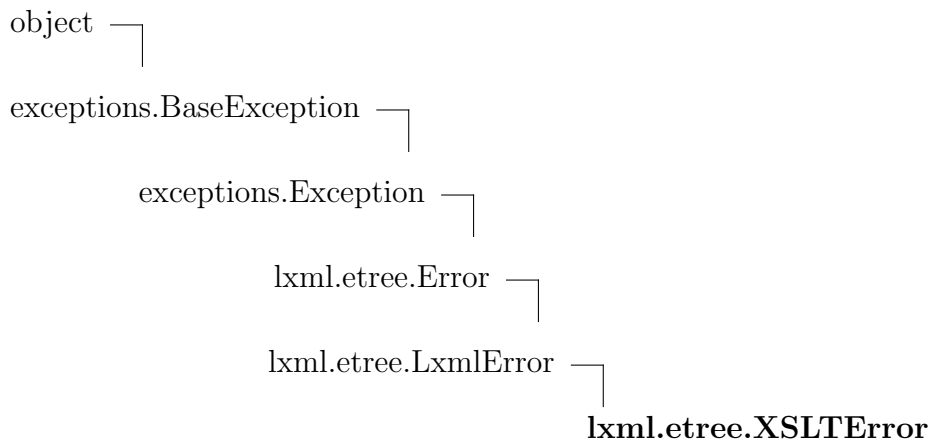 object
exceptions.BaseException
exceptions.Exception
lxml.etree.Error
lxml.etree.LxmlError
lxml.etree.XSLTError